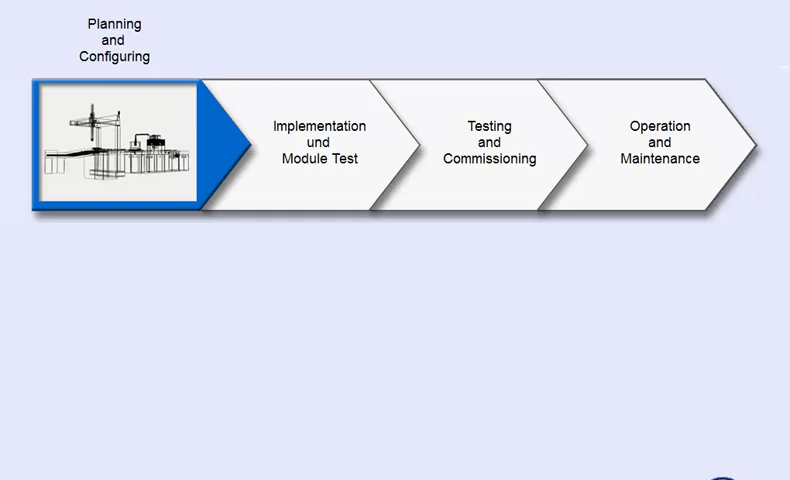 Planning
and
Configuring
Implementation
und
Module Test
Testing
and
Commissioning
Operation
and
Maintenance